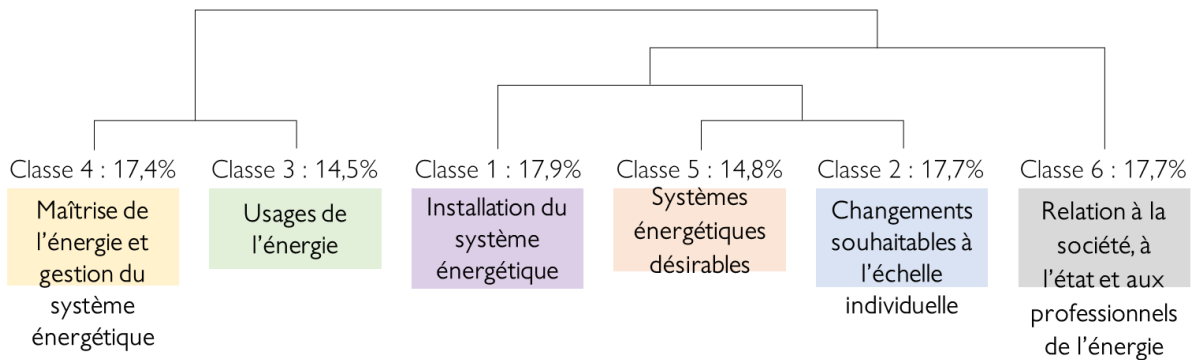 Classe 4 : 17,4%
Classe 3 : 14,5%
Classe 1 : 17,9%
Classe 5 : 14,8%
Classe 2 : 17,7%
Classe 6 : 17,7%
Maîtrise de
l'énergie et
gestion du
système
énergétique
Usages de
l'énergie
Installation du
système
énergétique
Systèmes
énergétiques
désirables
Changements
souhaitables à
l'échelle
individuelle
Relation à la
société, à
l'état et aux
professionnels
de l'énergie